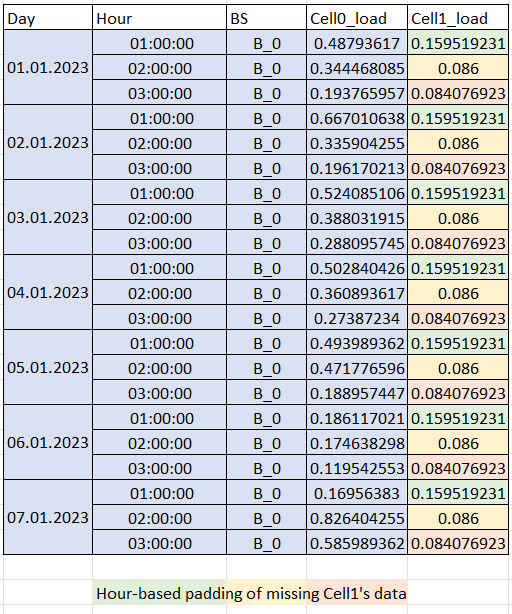 Day Hour BS Cell0_load Cell1_load
01.01.2023 01:00:00 B_0 0.48793617 0.159519231
02:00:00 B_0 0.344468085 0.086
03:00:00 B_0 0.193765957 0.084076923
02.01.2023 01:00:00 B_0 0.667010638 0.159519231
02:00:00 B_0 0.335904255 0.086
03:00:00 B_0 0.196170213 0.084076923
03.01.2023 01:00:00 B_0 0.524085106 0.159519231
02:00:00 B_0 0.388031915 0.086
03:00:00 B_0 0.288095745 0.084076923
04.01.2023 01:00:00 B_0 0.502840426 0.159519231
02:00:00 B_0 0.360893617 0.086
03:00:00 B_0 0.27387234 0.084076923
05.01.2023 01:00:00 B_0 0.493989362 0.159519231
02:00:00 B_0 0.471776596 0.086
03:00:00 B_0 0.188957447 0.084076923
06.01.2023 01:00:00 B_0 0.186117021 0.159519231
02:00:00 B_0 0.174638298 0.086
03:00:00 B_0 0.119542553 0.084076923
07.01.2023 01:00:00 B_0 0.16956383 0.159519231
02:00:00 B_0 0.826404255 0.086
03:00:00 B_0 0.585989362 0.084076923
Hour-based padding of missing Cell1's data